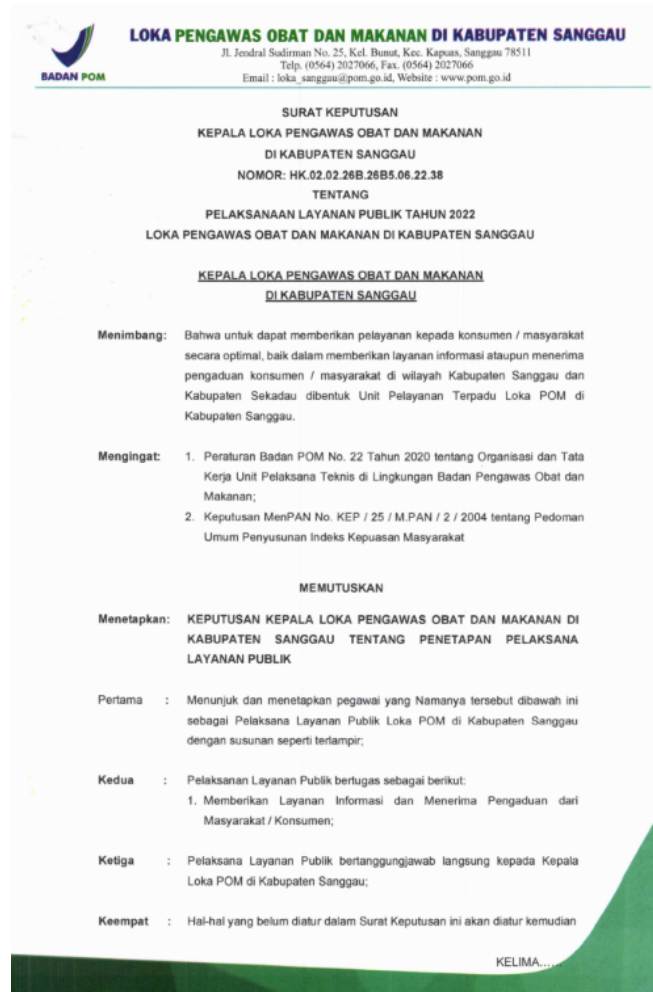 BADAN POM
LOKA PENGAWAS OBAT DAN MAKANAN DI KABUPATEN SANGGAU
Jl. Jendral Sudirman No. 25, Kel. Bunut, Kec. Kapuas, Sanggau 78511
Telp. (0564) 2027066, Fax. (0564) 2027066
Email : loka_sanggau@pom.go.id, Website : www.pom.go.id
SURAT KEPUTUSAN
KEPALA LOKA PENGAWAS OBAT DAN MAKANAN
DI KABUPATEN SANGGAU
NOMOR: HK.02.02.26B.26B5.06.22.38
TENTANG
PELAKSANAAN LAYANAN PUBLIK TAHUN 2022
LOKA PENGAWAS OBAT DAN MAKANAN DI KABUPATEN SANGGAU
KEPALA LOKA PENGAWAS OBAT DAN MAKANAN
DI KABUPATEN SANGGAU
Menimbang: Bahwa untuk dapat memberikan pelayanan kepada konsumen / masyarakat
secara optimal, baik dalam memberikan layanan informasi ataupun menerima
pengaduan konsumen / masyarakat di wilayah Kabupaten Sanggau dan
Kabupaten Sekadau dibentuk Unit Pelayanan Terpadu Loka POM di
Kabupaten Sanggau.
Mengingat: 1. Peraturan Badan POM No. 22 Tahun 2020 tentang Organisasi dan Tata
Kerja Unit Pelaksana Teknis di Lingkungan Badan Pengawas Obat dan
Makanan;
2. Keputusan MenPAN No. KEP / 25 / M.PAN / 2 / 2004 tentang Pedoman
Umum Penyusunan Indeks Kepuasan Masyarakat
MEMUTUSKAN
Menetapkan: KEPUTUSAN KEPALA LOKA PENGAWAS OBAT DAN MAKANAN DI
KABUPATEN SANGGAU TENTANG PENETAPAN PELAKSANA
LAYANAN PUBLIK
Pertama : Menunjuk dan menetapkan pegawai yang Namanya tersebut dibawah ini
sebagai Pelaksana Layanan Publik Loka POM di Kabupaten Sanggau
dengan susunan seperti terlampir;
Kedua : Pelaksanan Layanan Publik bertugas sebagai berikut:
1. Memberikan Layanan Informasi dan Menerima Pengaduan dari
Masyarakat / Konsumen;
Ketiga : Pelaksana Layanan Publik bertanggungjawab langsung kepada Kepala
Loka POM di Kabupaten Sanggau;
Keempat : Hal-hal yang belum diatur dalam Surat Keputusan ini akan diatur kemudian
KELIMA......